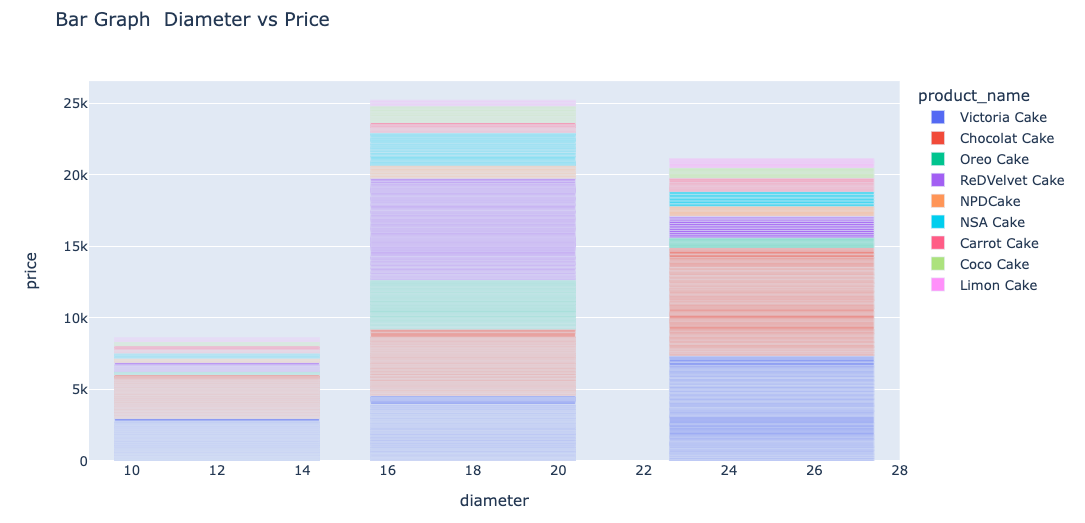 Bar Graph  Diameter vs Price
price
25k
20k
15k
10k
5k
0
10 12 14 16 18 20 22 24 26 28
diameter
product_name
Victoria Cake
Chocolat Cake
Oreo Cake
ReDVelvet Cake
NPDCake
NSA Cake
Carrot Cake
Coco Cake
Limon Cake